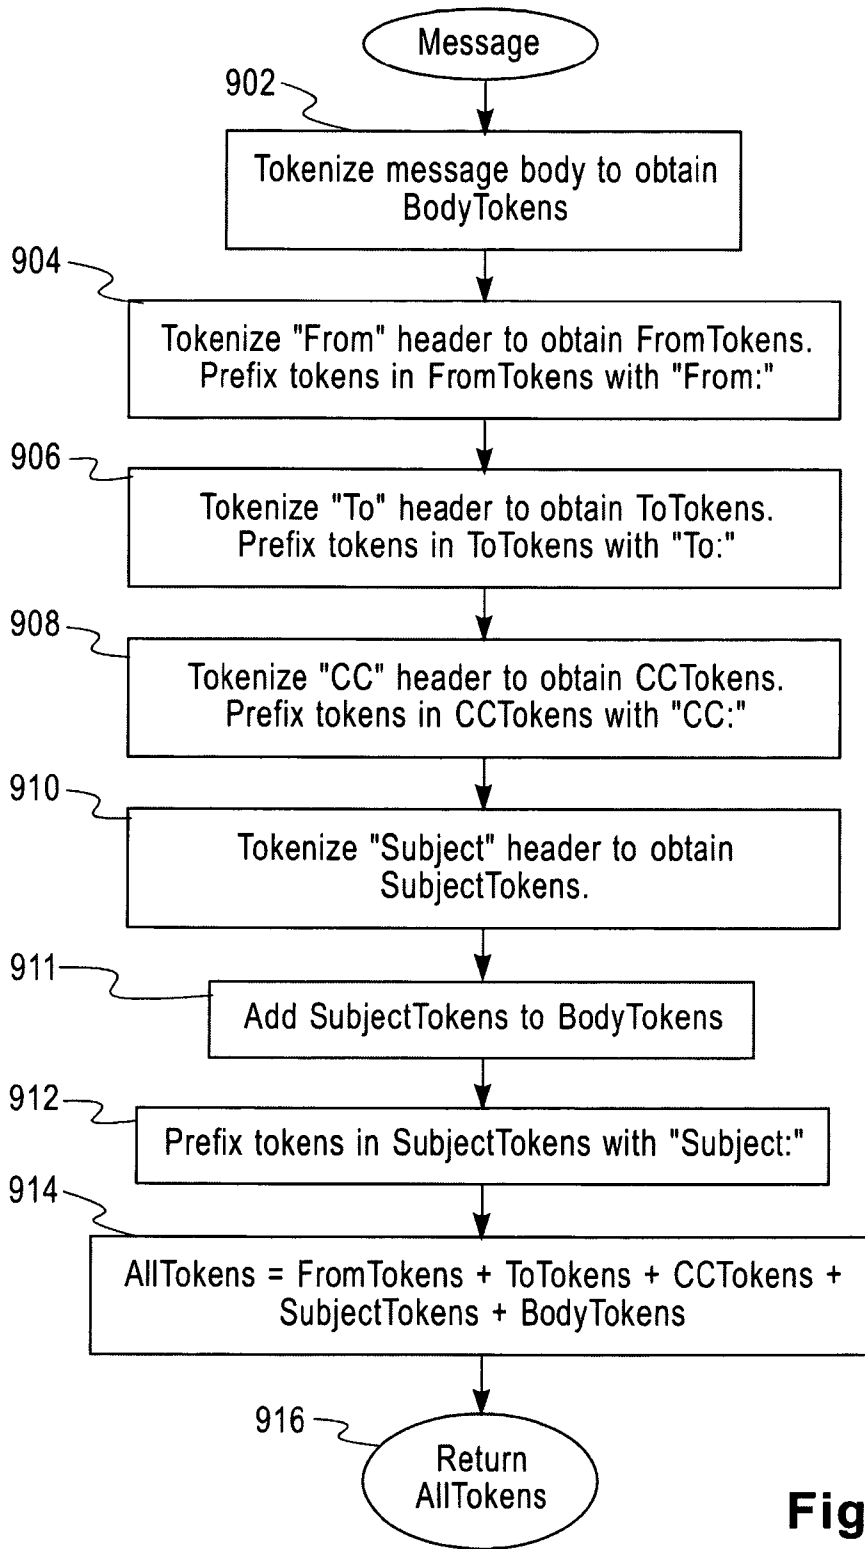 Message
902
Tokenize message body to obtain
BodyTokens
904
Tokenize "From" header to obtain FromTokens.
Prefix tokens in FromTokens with "From:"
906
Tokenize "To" header to obtain ToTokens.
Prefix tokens in ToTokens with "To:"
908
Tokenize "CC" header to obtain CCTokens.
Prefix tokens in CCTokens with "CC:"
910
Tokenize "Subject" header to obtain
SubjectTokens.
911
Add SubjectTokens to BodyTokens
912
Prefix tokens in SubjectTokens with "Subject:"
914
AllTokens = FromTokens + ToTokens + CCTokens +
SubjectTokens + BodyTokens
916
Return
AllTokens
Fig